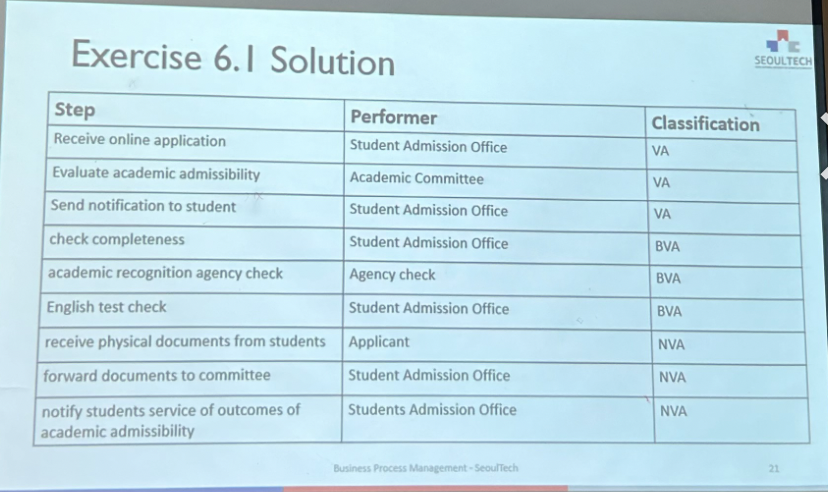 Exercise 6.1 Solution
SEOULTECH
Step Performer Classification
Receive online application Student Admission Office VA
Evaluate academic admissibility Academic Committee VA
Send notification to student Student Admission Office VA
check completeness Student Admission Office BVA
academic recognition agency check Agency check BVA
English test check Student Admission Office BVA
receive physical documents from students Applicant NVA
forward documents to committee Student Admission Office NVA
notify students service of outcomes of Students Admission Office NVA
academic admissibility
Business Process Management - SeoulTech 21